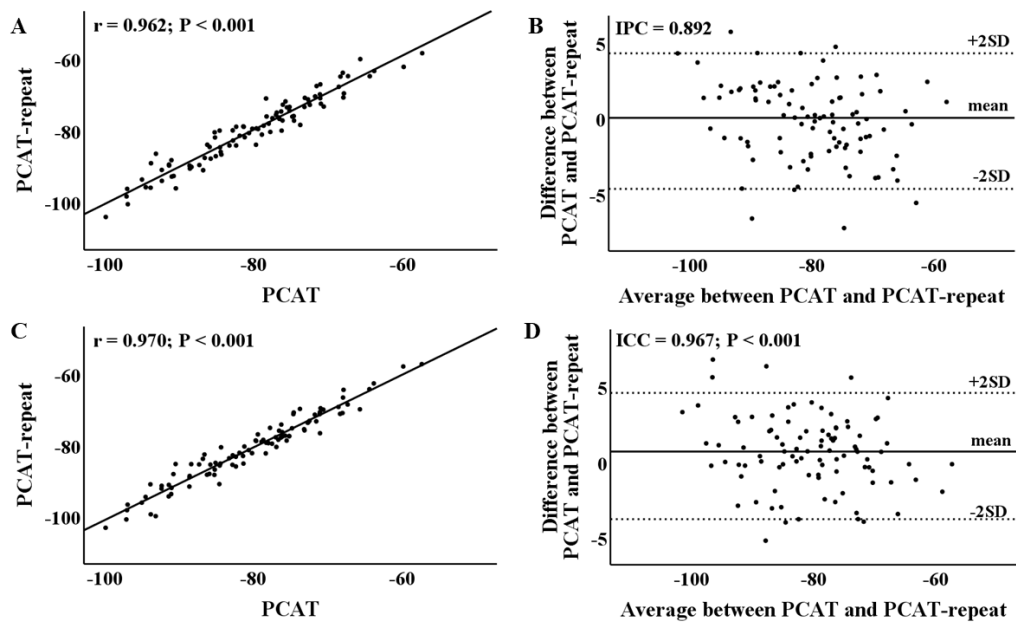 A
r = 0.962; P < 0.001
PCAT-repeat
-60
-80
-100
-100
-80
-60
PCAT
B
IPC = 0.892
Difference between
PCAT and PCAT-repeat
5
0
-5
+2SD
mean
-2SD
-100
-80
-60
Average between PCAT and PCAT-repeat
C
r = 0.970; P < 0.001
PCAT-repeat
-60
-80
-100
-100
-80
-60
PCAT
D
ICC = 0.967; P < 0.001
Difference between
PCAT and PCAT-repeat
5
0
-5
+2SD
mean
-2SD
-100
-80
-60
Average between PCAT and PCAT-repeat